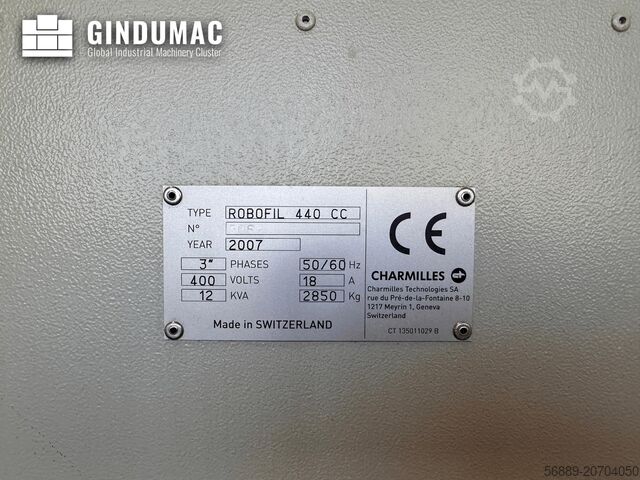 GINDUMAC
Global Industrial Machinery Cluster
TYPE ROBOFIL 440 CC
N°
YEAR 2007
3~ PHASES 50/60 Hz
400 VOLTS 18 A
12 KVA 2850 Kg
Made in SWITZERLAND
CE
CHARMILLES
Charmilles Technologies SA
rue du Pré-de-la-Fontaine 8-10
1217 Meyrin 1, Geneva
Switzerland
CT 135011029 B
56889-20704050